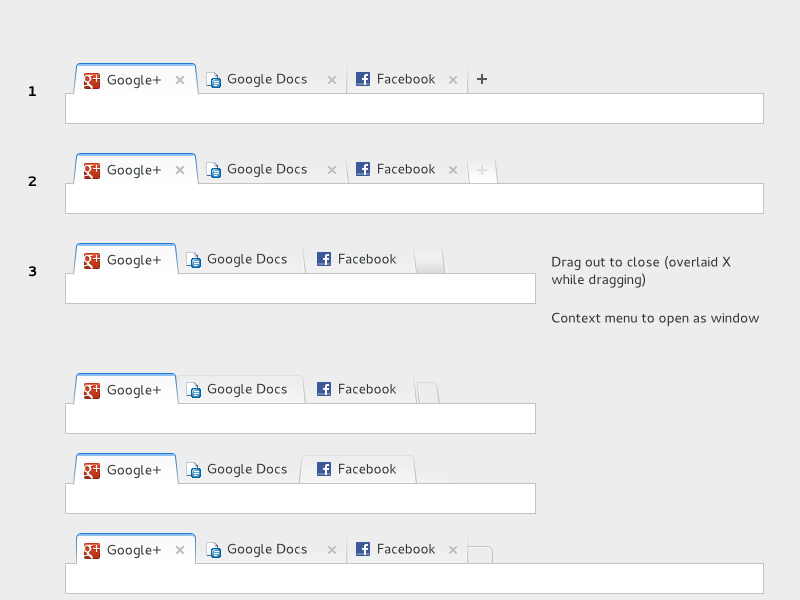 1
Google+ × Google Docs × Facebook × +
2
Google+ × Google Docs × Facebook × +
3
Google+ Google Docs Facebook
Drag out to close (overlaid X
while dragging)
Context menu to open as window
Google+ Google Docs Facebook
Google+ Google Docs Facebook
Google+ × Google Docs × Facebook ×